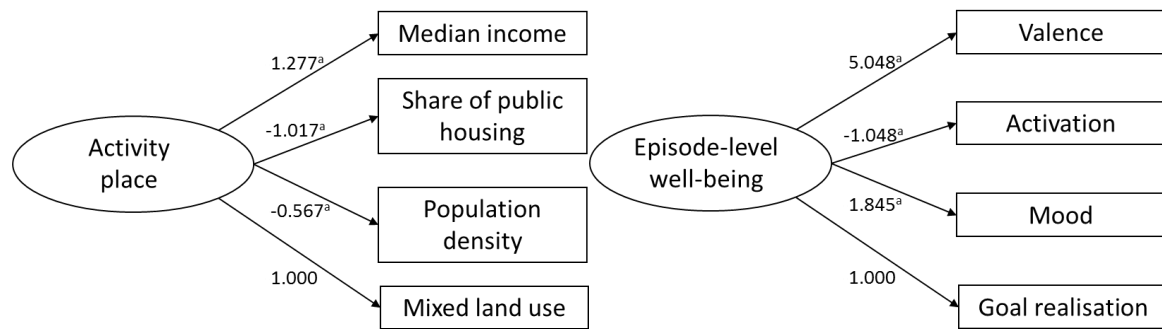 Median income
1.277ᵃ
Share of public
housing
-1.017ᵃ
Activity
place
-0.567ᵃ
Population
density
1.000
Mixed land use
Valence
5.048ᵃ
Activation
-1.048ᵃ
Episode-level
well-being
1.845ᵃ
Mood
1.000
Goal realisation